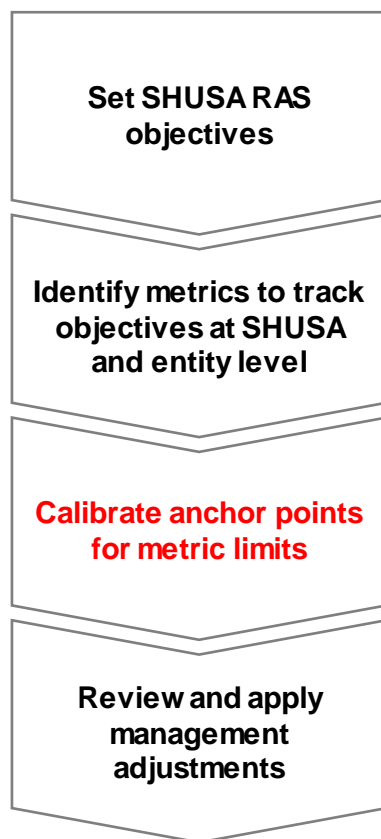 Set SHUSA RAS
objectives
Identify metrics to track
objectives at SHUSA
and entity level
Calibrate anchor points
for metric limits
Review and apply
management
adjustments